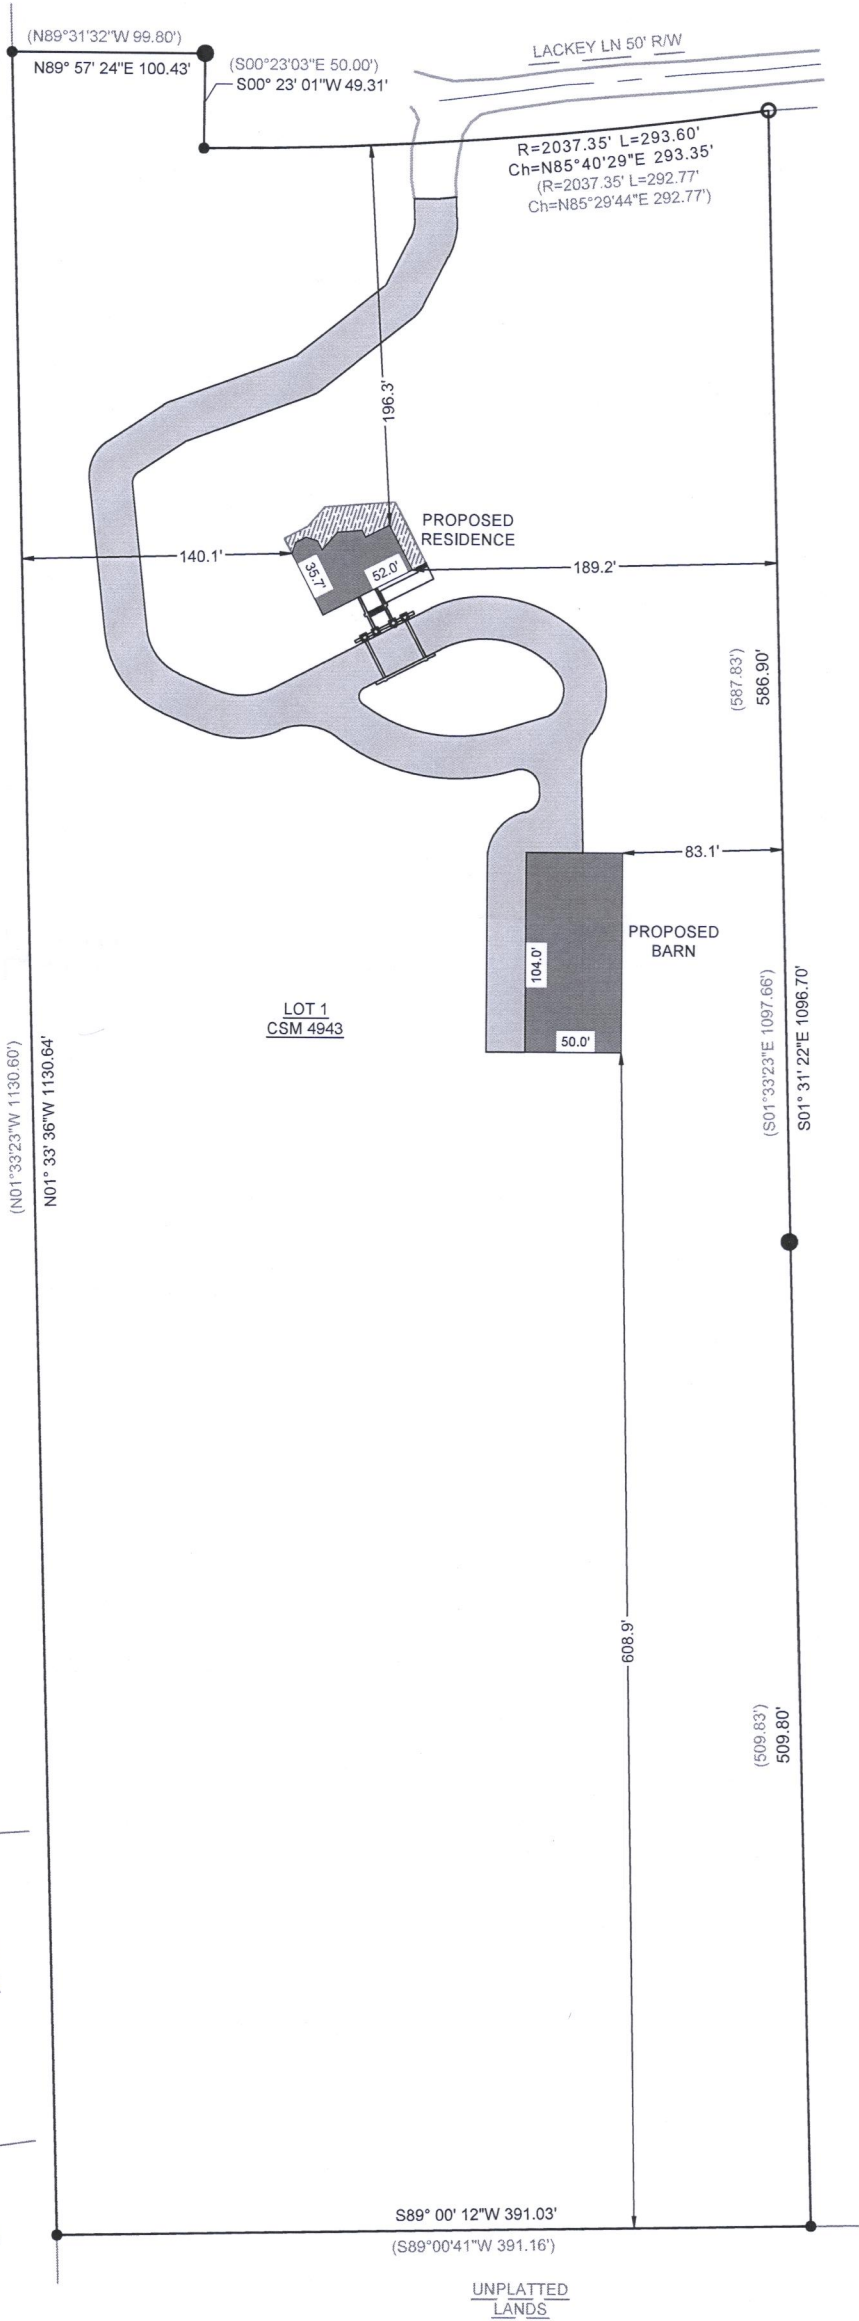 (N89°31'32"W 99.80')
N89° 57' 24"E 100.43'
(S00°23'03"E 50.00')
S00° 23' 01"W 49.31'
LACKEY LN 50' R/W
R=2037.35' L=293.60'
Ch=N85°40'29"E 293.35'
(R=2037.35' L=292.77'
Ch=N85°29'44"E 292.77')
196.3'
PROPOSED
RESIDENCE
140.1'
35.7'
52.0'
189.2'
(587.83')
586.90'
83.1'
PROPOSED
BARN
104.0'
50.0'
LOT 1
CSM 4943
(N01°33'23"W 1130.60')
N01° 33' 36"W 1130.64'
(S01°33'23"E 1097.66')
S01° 31' 22"E 1096.70'
608.9'
(509.83')
509.80'
S89° 00' 12"W 391.03'
(S89°00'41"W 391.16')
UNPLATTED
LANDS